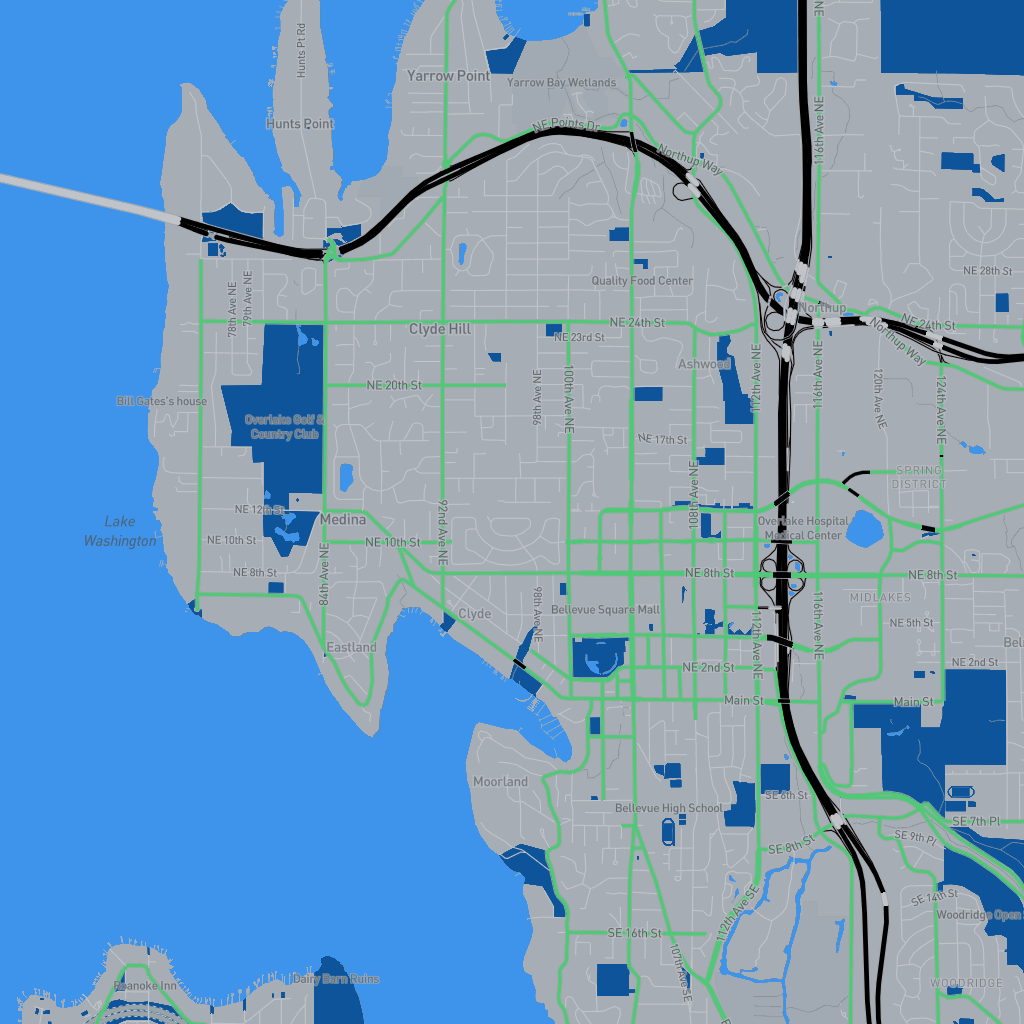 Hunts Pt Rd
NE
Yarrow Point
Yarrow Bay Wetlands
Hunts Point
NE Points Dr
116th Ave NE
Northup Way
NE 28th St
Quality Food Center
78th Ave NE
79th Ave NE
Northup
NE 24th St
NE 24th St
Clyde Hill
NE 23rd St
Northup Way
Ashwood
NE 20th St
98th Ave NE
100th Ave NE
112th Ave NE
116th Ave NE
120th Ave NE
124th Ave NE
Bill Gates's house
Overlake Golf &
Country Club
NE 17th St
SPRING
DISTRICT
108th Ave NE
NE 12th St
Medina
Lake
Washington
NE 10th St
NE 10th St
92nd Ave NE
Overlake Hospital
Medical Center
NE 8th St
84th Ave NE
NE 8th St
NE 8th St
98th Ave NE
Clyde
Bellevue Square Mall
112th Ave NE
116th Ave NE
MIDLAKES
NE 5th St
Bel
Eastland
NE 2nd St
NE 2nd St
Main St
Main St
Moorland
SE 6th St
Bellevue High School
SE 7th Pl
SE 8th St
SE 9th Pl
SE 14th St
Woodridge Open
112th Ave SE
SE 16th St
107th Ave SE
Roanoke Inn
Dairy Barn Ruins
WOODRIDGE